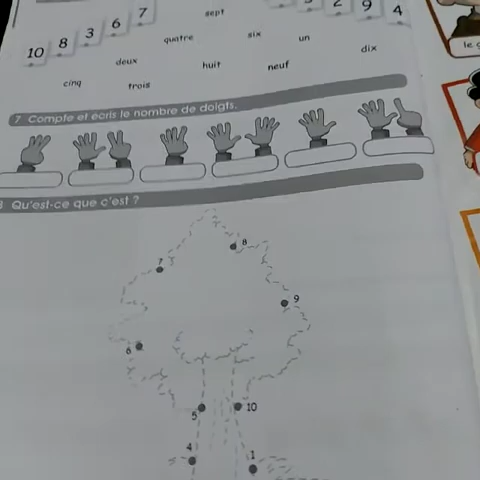 10 8 3 6 7
2 9 4
sept
quatre six un
deux dix
huit neuf
cinq trois
7 Compte et écris le nombre de doigts.
Qu'est-ce que c'est ?
8
7
9
6
5 10
4 1
le